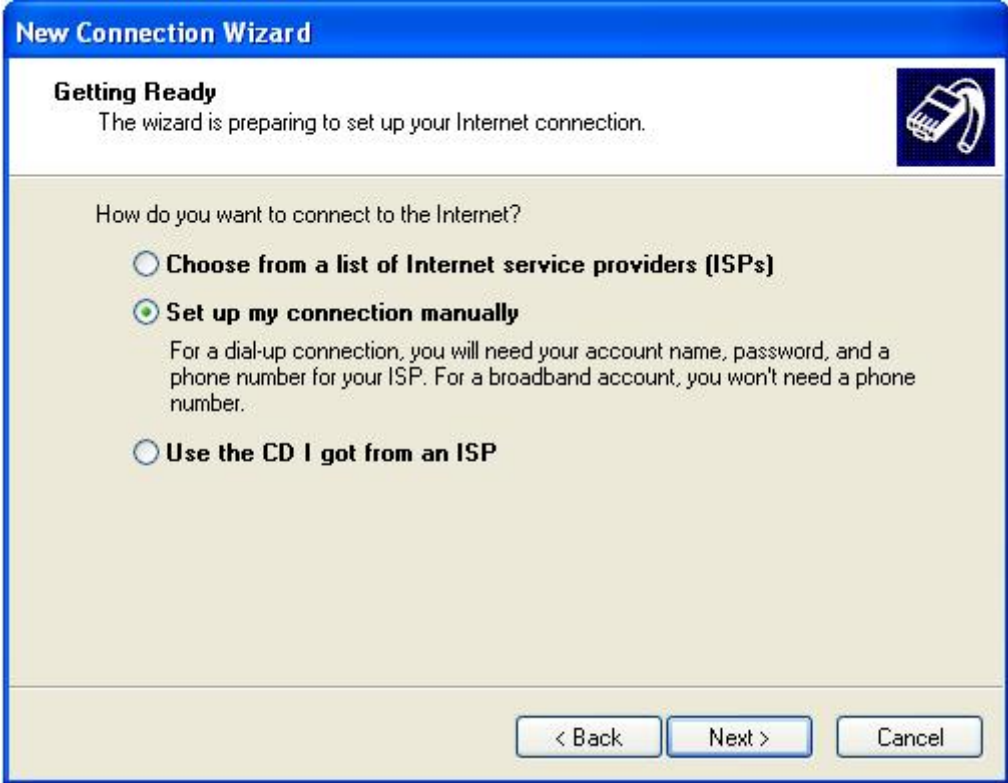 New Connection Wizard
Getting Ready
The wizard is preparing to set up your Internet connection.
How do you want to connect to the Internet?
Choose from a list of Internet service providers (ISPs)
Set up my connection manually
For a dial-up connection, you will need your account name, password, and a
phone number for your ISP. For a broadband account, you won't need a phone
number.
Use the CD I got from an ISP
< Back Next > Cancel